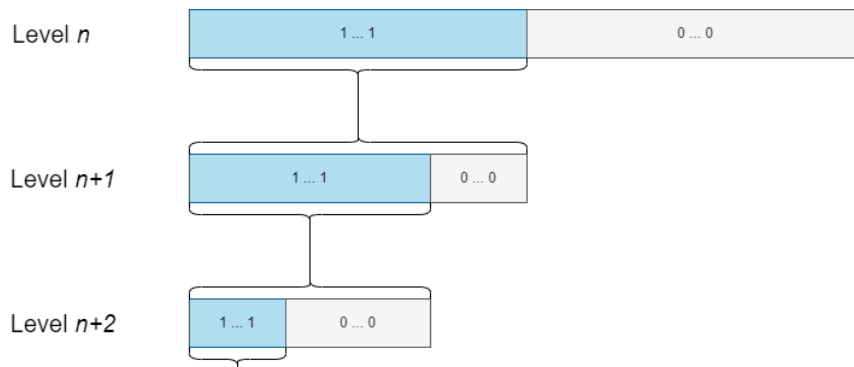 Level n 1 ... 1 0 ... 0
Level n+1 1 ... 1 0 ... 0
Level n+2 1 ... 1 0 ... 0